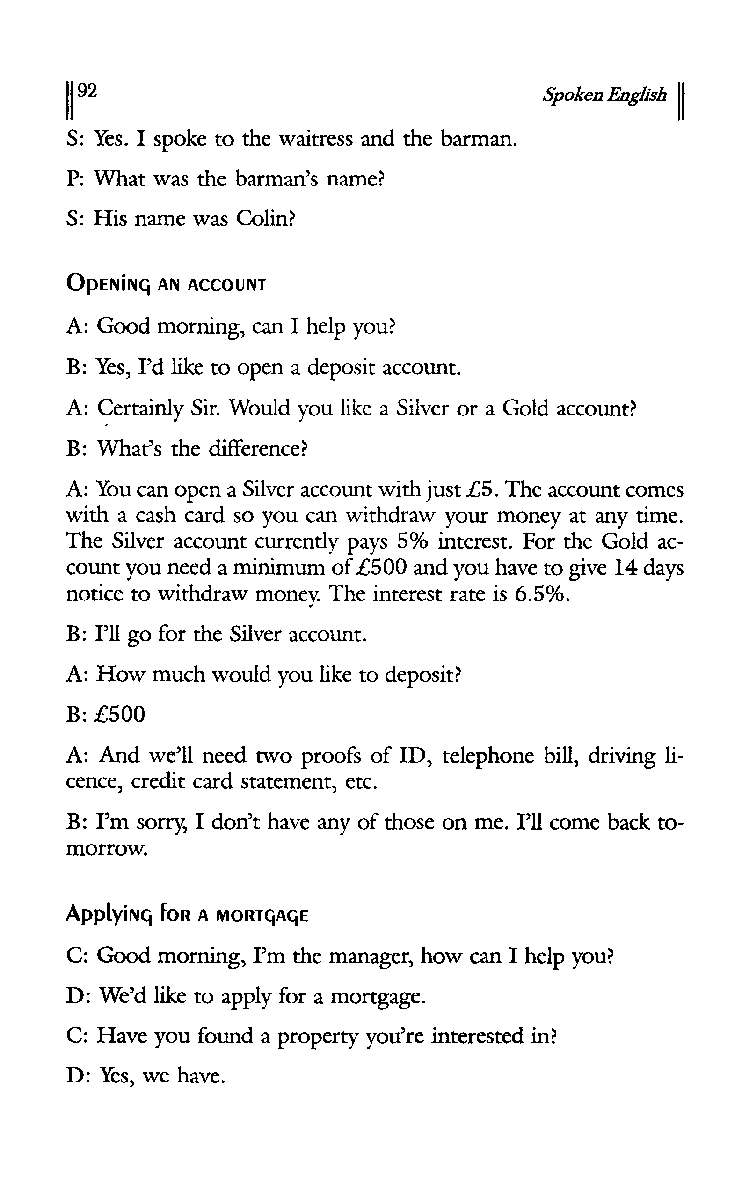 92 Spoken English
S: Yes. I spoke to the waitress and the barman.
P: What was the barman's name?
S: His name was Colin?
OpENiNg AN ACCOUNT
A: Good morning, can I help you?
B: Yes, I'd like to open a deposit account.
A: Certainly Sir. Would you like a Silver or a Gold account?
B: What's the difference?
A: You can open a Silver account with just £5. The account comes
with a cash card so you can withdraw your money at any time.
The Silver account currently pays 5% interest. For the Gold ac-
count you need a minimum of £500 and you have to give 14 days
notice to withdraw money. The interest rate is 6.5%.
B: I'll go for the Silver account.
A: How much would you like to deposit?
B: £500
A: And we'll need two proofs of ID, telephone bill, driving li-
cence, credit card statement, etc.
B: I'm sorry, I don't have any of those on me. I'll come back to-
morrow.
ApplyiNg foR A MORTgAgE
C: Good morning, I'm the manager, how can I help you?
D: We'd like to apply for a mortgage.
C: Have you found a property you're interested in?
D: Yes, we have.